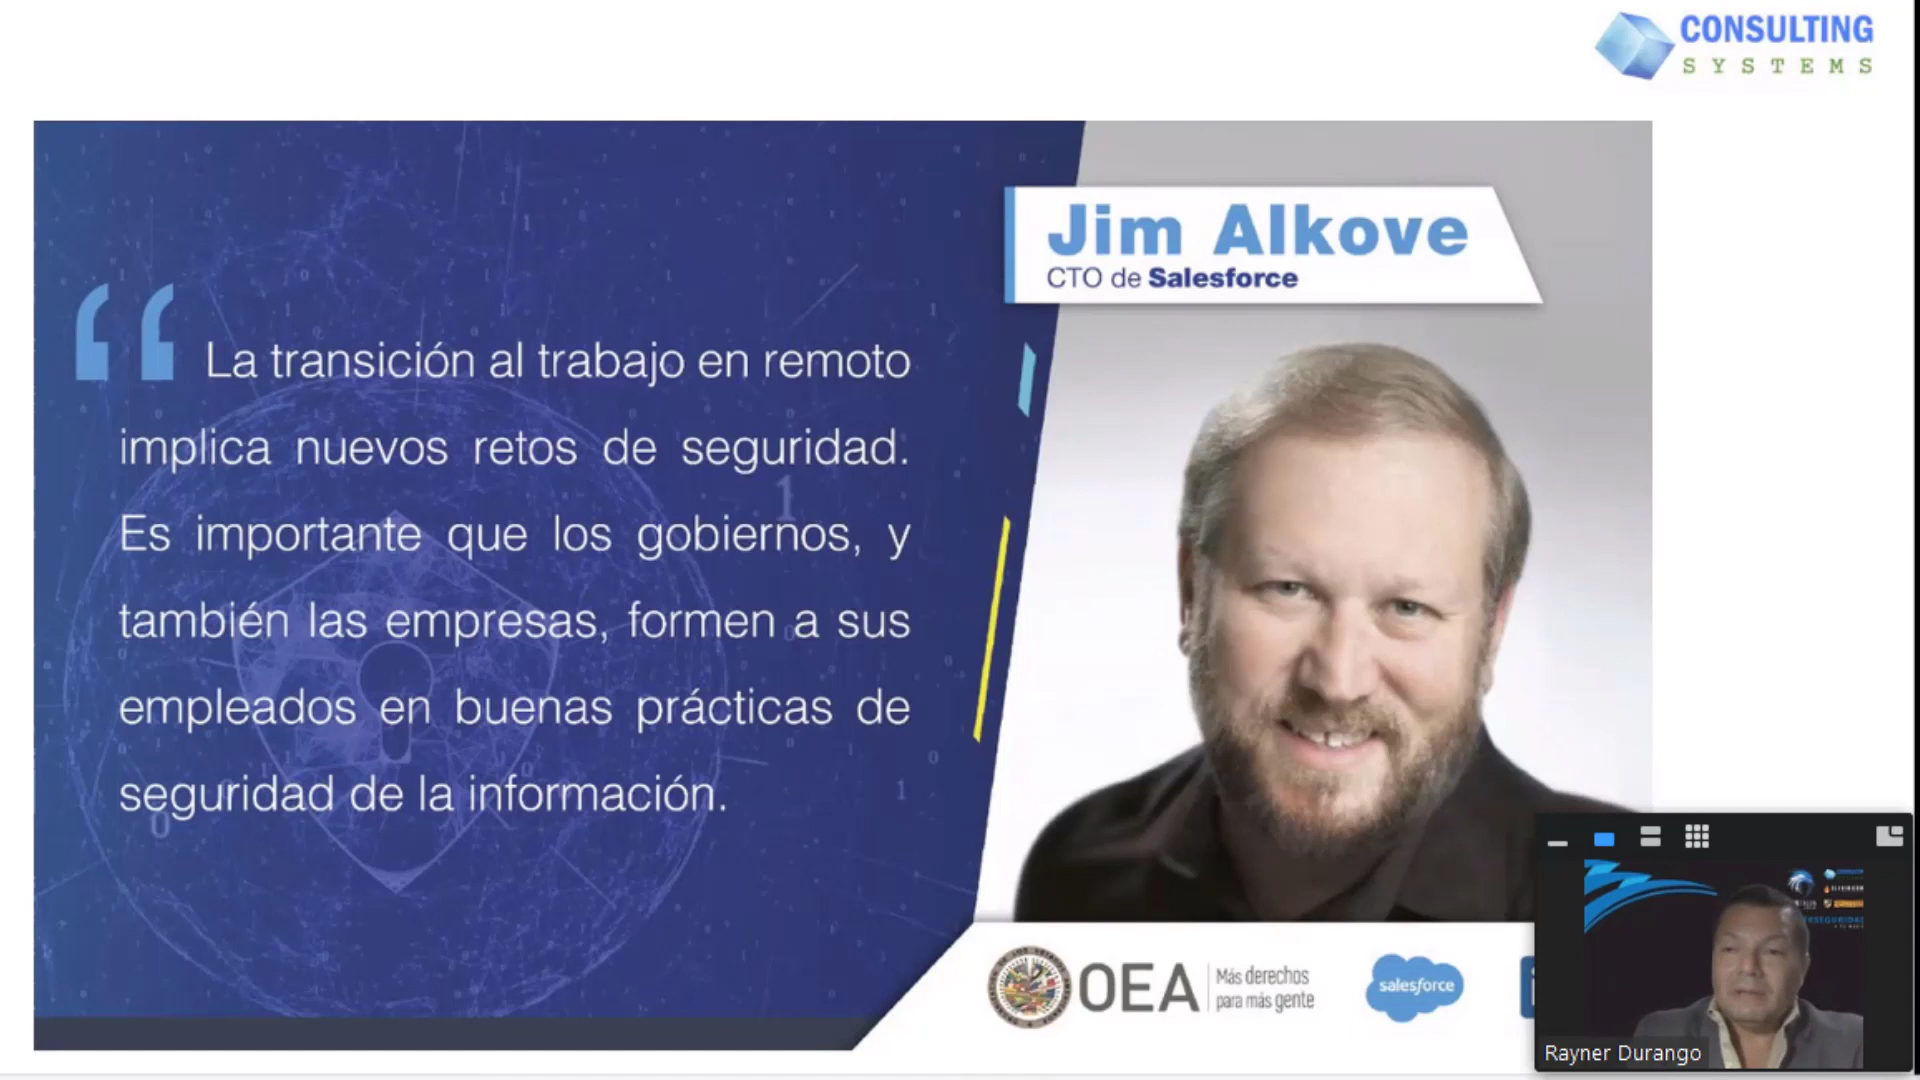 CONSULTING
SYSTEMS
Jim Alkove
CTO de Salesforce
“ La transición al trabajo en remoto
implica nuevos retos de seguridad.
Es importante que los gobiernos, y
también las empresas, formen a sus
empleados en buenas prácticas de
seguridad de la información.
OEA
Más derechos
para más gente
salesforce
Rayner Durango